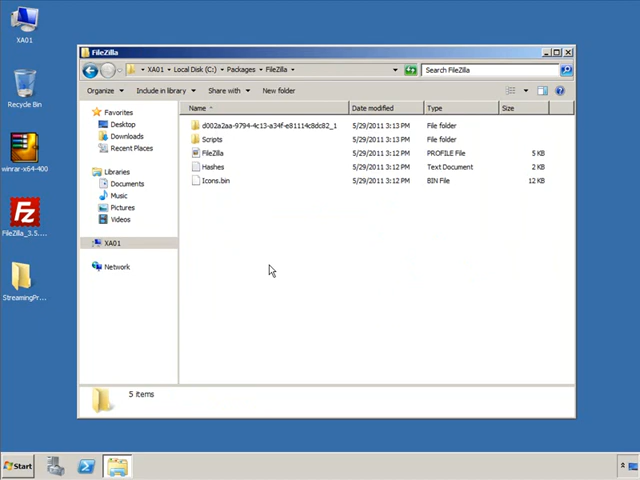 XA01
Recycle Bin
winrar-x64-400
FileZilla_3.5....
StreamingPr...
FileZilla
XA01 Local Disk (C:) Packages FileZilla
Search FileZilla
Organize Include in library Share with New folder
Favorites
Desktop
Downloads
Recent Places
Libraries
Documents
Music
Pictures
Videos
XA01
Network
Name Date modified Type Size
d002a2aa-9794-4c13-a34f-e81114c8dc82_1 5/29/2011 3:13 PM File folder
Scripts 5/29/2011 3:13 PM File folder
FileZilla 5/29/2011 3:13 PM PROFILE File 5 KB
Hashes 5/29/2011 3:12 PM Text Document 2 KB
Icons.bin 5/29/2011 3:12 PM BIN File 12 KB
5 items
Start